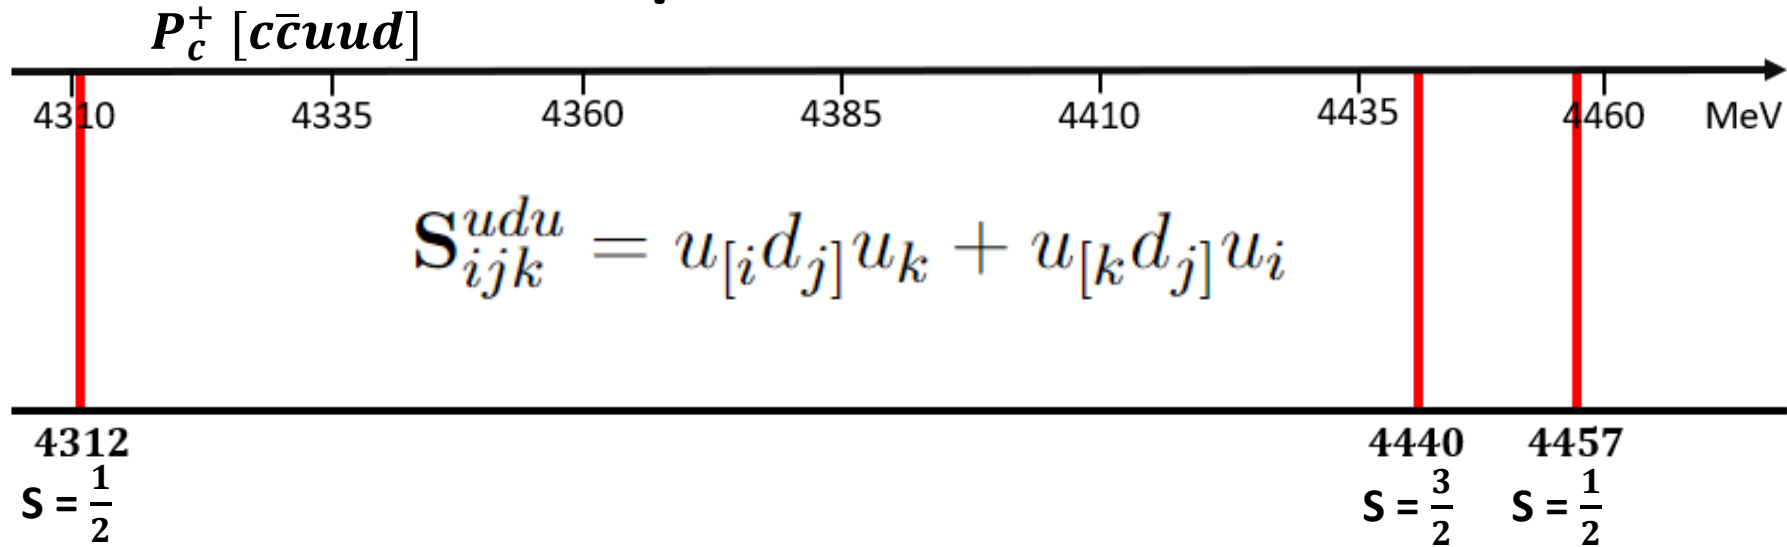 P_c^+ [cc̄uud]
4310 4335 4360 4385 4410 4435 4460 MeV
S_{ijk}^{udu} = u_{[i}d_{j]}u_k + u_{[k}d_{j]}u_i
4312 4440 4457
S = 1/2 S = 3/2 S = 1/2